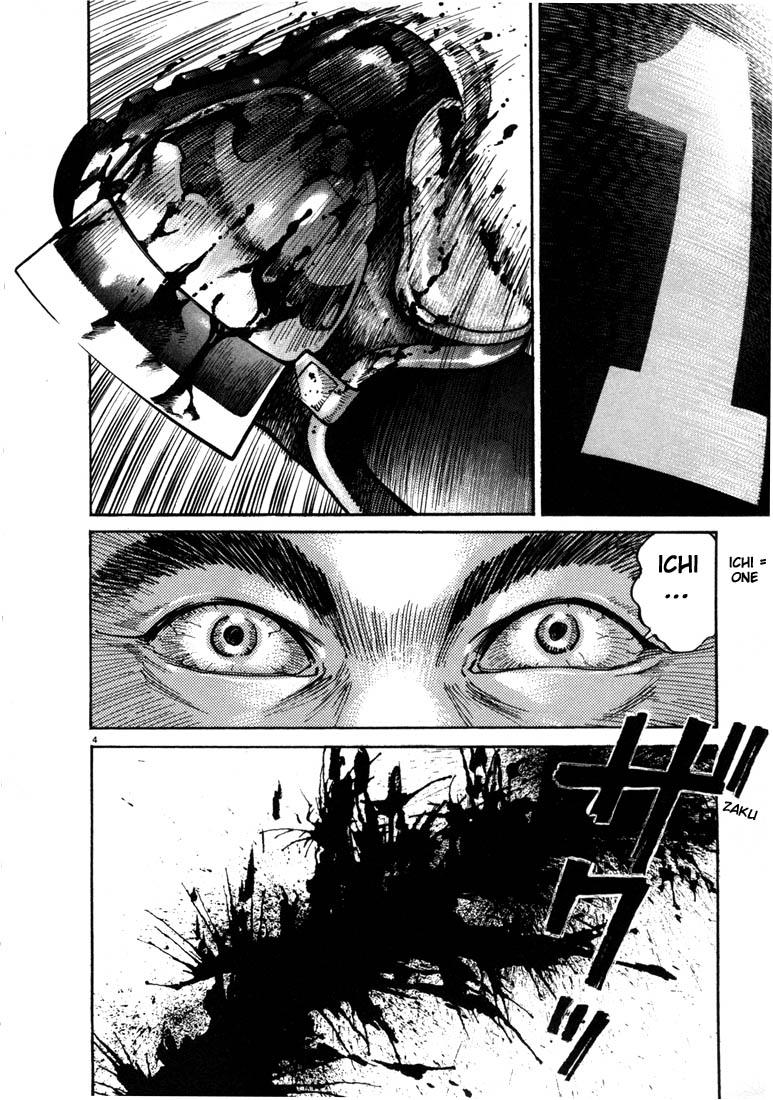 1
ICHI
...
ICHI =
ONE
4
ザクッ
ZAKU